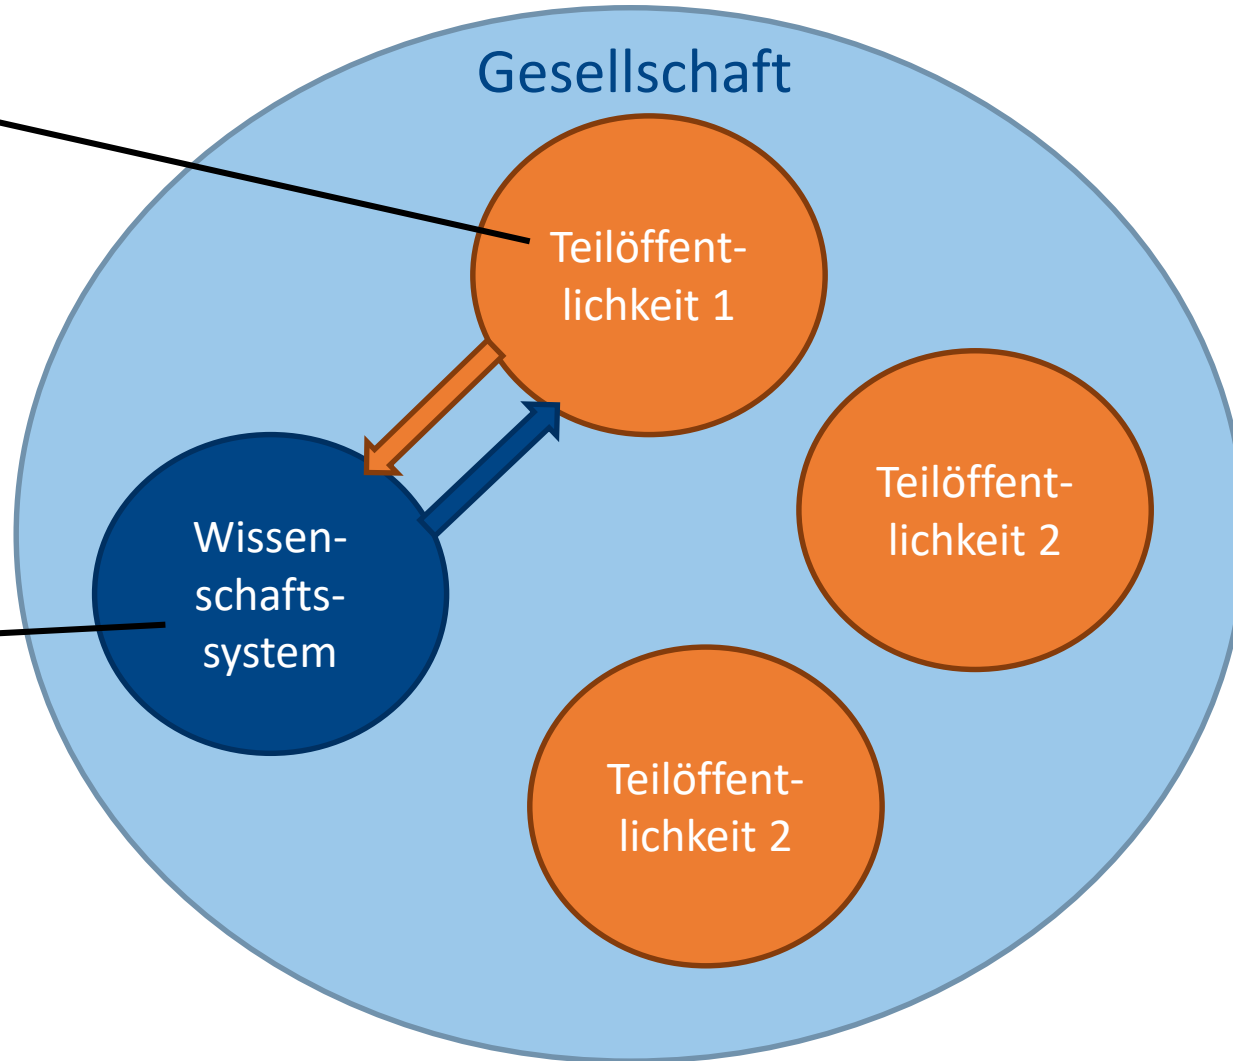 Gesellschaft
Teilöffent-
lichkeit 1
Teilöffent-
lichkeit 2
Wissen-
schafts-
system
Teilöffent-
lichkeit 2